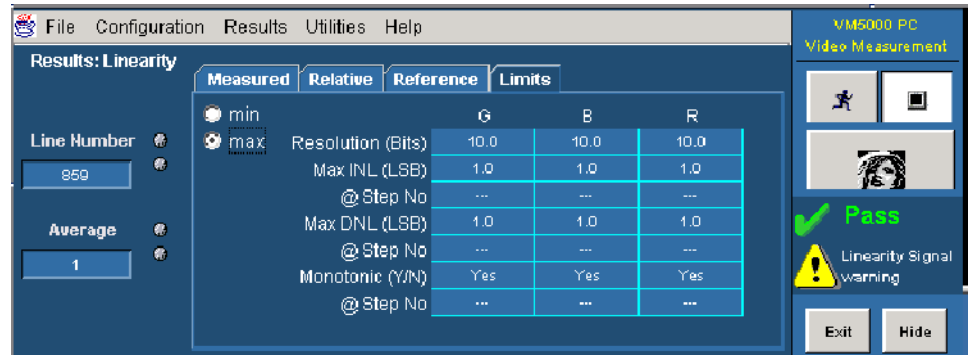 File Configuration Results Utilities Help
VM5000 PC
Video Measurement
Results: Linearity
Measured Relative Reference Limits
min
G B R
max
Resolution (Bits) 10.0 10.0 10.0
Max INL (LSB) 1.0 1.0 1.0
@ Step No --- --- ---
Max DNL (LSB) 1.0 1.0 1.0
@ Step No --- --- ---
Monotonic (Y/N) Yes Yes Yes
@ Step No --- --- ---
Line Number
859
Average
1
Pass
Linearity Signal
warning
Exit Hide